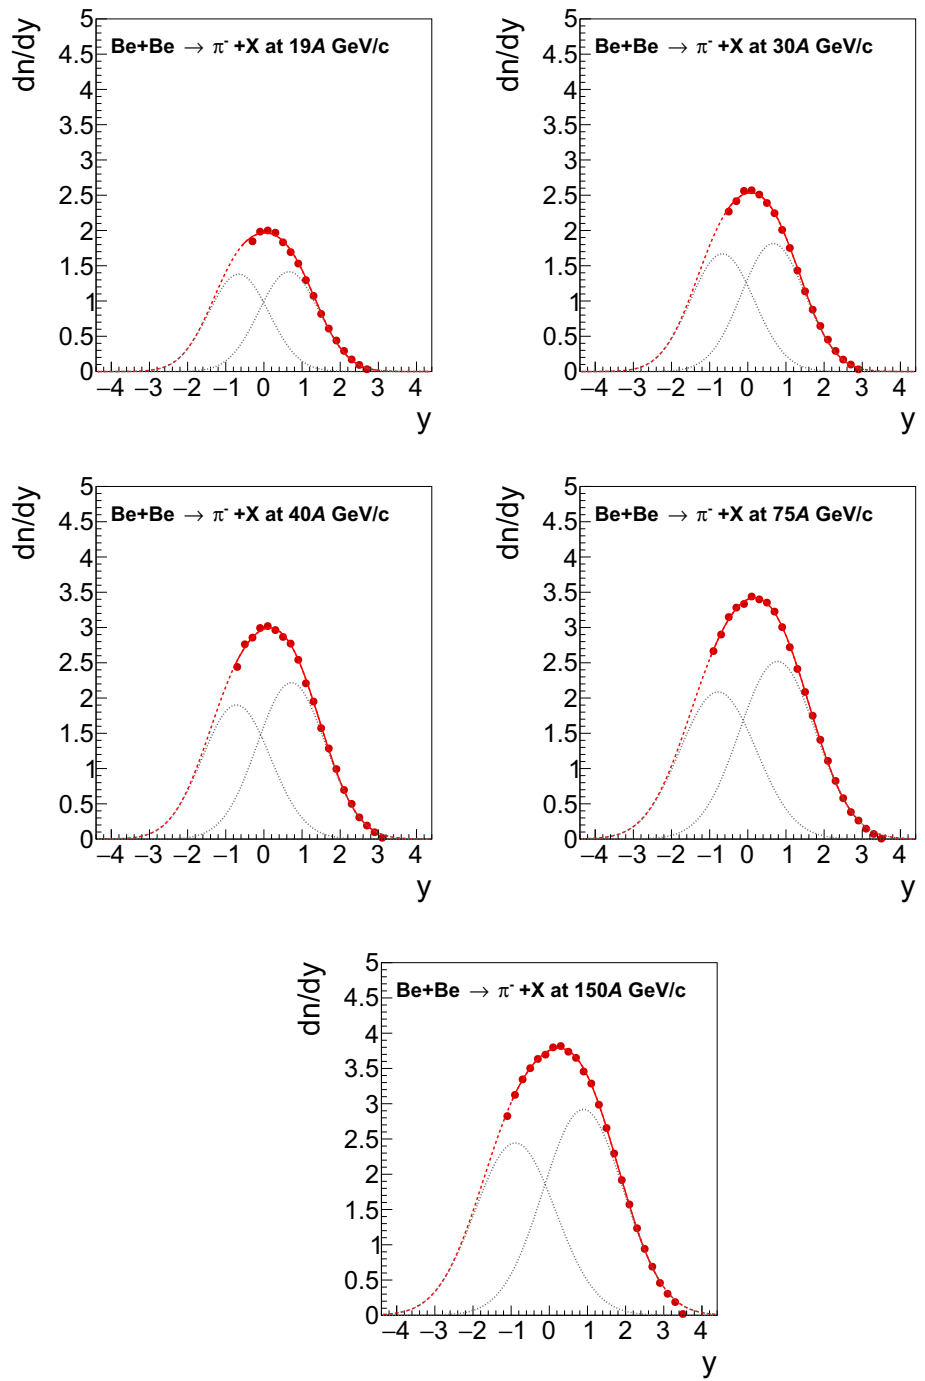 dn/dy
Be+Be → π⁻ +X at 19A GeV/c
5
4.5
4
3.5
3
2.5
2
1.5
1
0.5
0
−4 −3 −2 −1 0 1 2 3 4
y
dn/dy
Be+Be → π⁻ +X at 30A GeV/c
5
4.5
4
3.5
3
2.5
2
1.5
1
0.5
0
−4 −3 −2 −1 0 1 2 3 4
y
dn/dy
Be+Be → π⁻ +X at 40A GeV/c
5
4.5
4
3.5
3
2.5
2
1.5
1
0.5
0
−4 −3 −2 −1 0 1 2 3 4
y
dn/dy
Be+Be → π⁻ +X at 75A GeV/c
5
4.5
4
3.5
3
2.5
2
1.5
1
0.5
0
−4 −3 −2 −1 0 1 2 3 4
y
dn/dy
Be+Be → π⁻ +X at 150A GeV/c
5
4.5
4
3.5
3
2.5
2
1.5
1
0.5
0
−4 −3 −2 −1 0 1 2 3 4
y